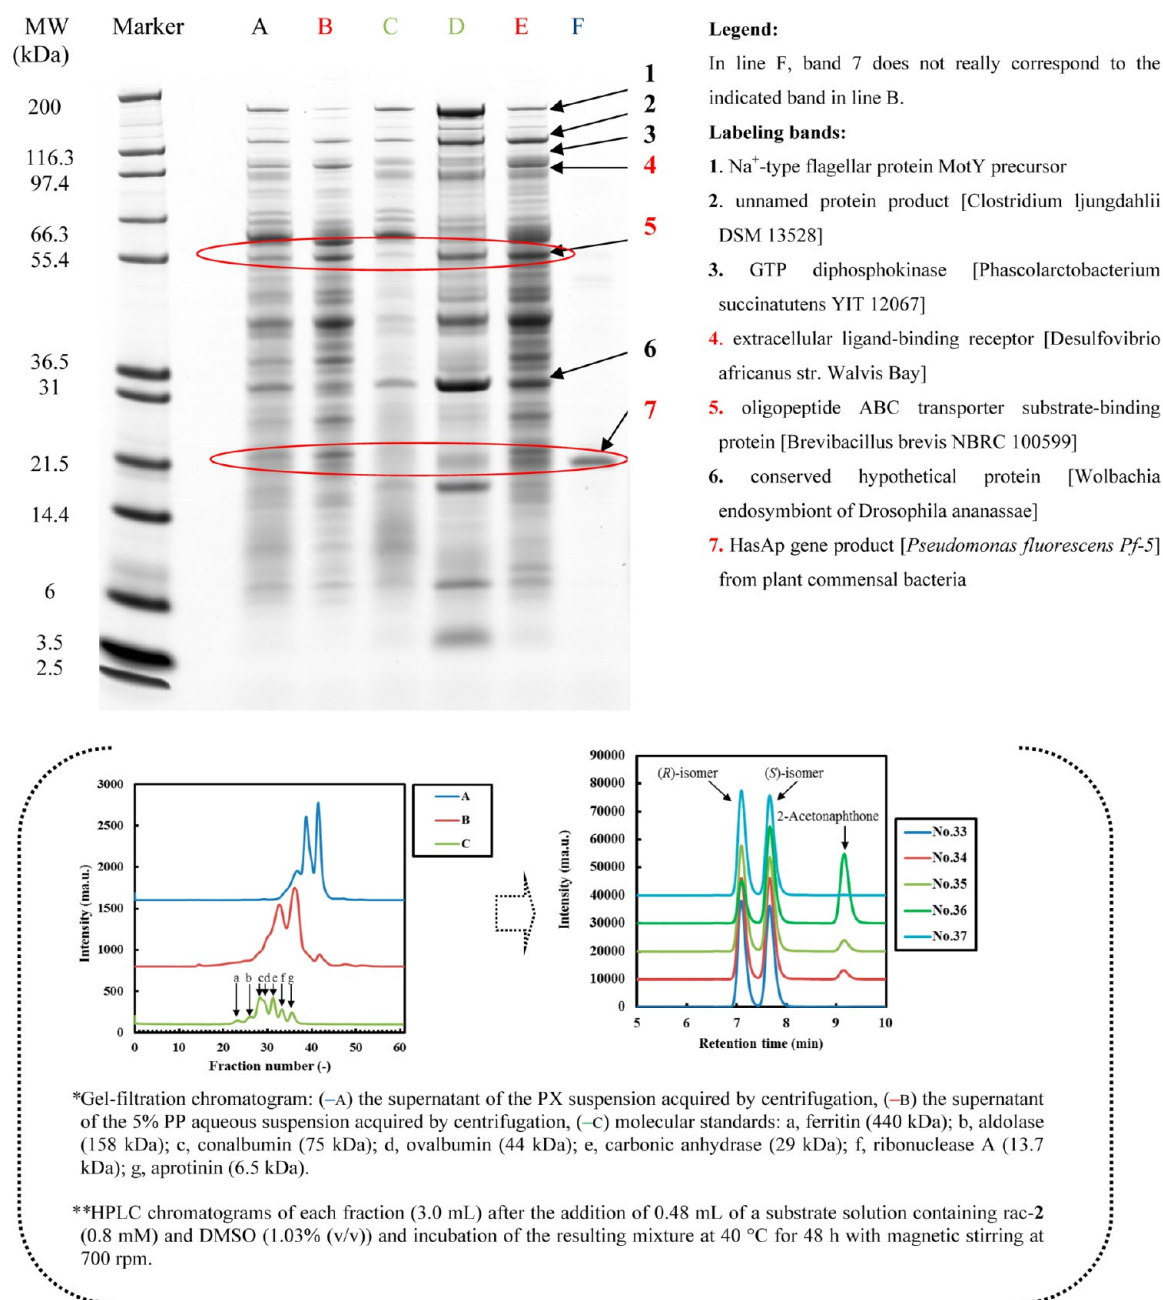 MW
(kDa)
Marker
A
B
C
D
E
F
200
116.3
97.4
66.3
55.4
36.5
31
21.5
14.4
6
3.5
2.5
1
2
3
4
5
6
7
Legend:
In line F, band 7 does not really correspond to the
indicated band in line B.
Labeling bands:
1. Na+-type flagellar protein MotY precursor
2. unnamed protein product [Clostridium ljungdahlii
DSM 13528]
3. GTP diphosphokinase [Phascolarctobacterium
succinatutens YIT 12067]
4. extracellular ligand-binding receptor [Desulfovibrio
africanus str. Walvis Bay]
5. oligopeptide ABC transporter substrate-binding
protein [Brevibacillus brevis NBRC 100599]
6. conserved hypothetical protein [Wolbachia
endosymbiont of Drosophila ananassae]
7. HasAp gene product [Pseudomonas fluorescens Pf-5]
from plant commensal bacteria
3000
2500
2000
1500
1000
500
0
Intensity (ma.u.)
a b c d e f g
0 10 20 30 40 50 60
Fraction number (-)
A
B
C
90000
80000
70000
60000
50000
40000
30000
20000
10000
0
Intensity (ma.u.)
(R)-isomer
(S)-isomer
2-Acetonaphthone
5 6 7 8 9 10
Retention time (min)
No.33
No.34
No.35
No.36
No.37
*Gel-filtration chromatogram: (–A) the supernatant of the PX suspension acquired by centrifugation, (–B) the supernatant
of the 5% PP aqueous suspension acquired by centrifugation, (–C) molecular standards: a, ferritin (440 kDa); b, aldolase
(158 kDa); c, conalbumin (75 kDa); d, ovalbumin (44 kDa); e, carbonic anhydrase (29 kDa); f, ribonuclease A (13.7
kDa); g, aprotinin (6.5 kDa).
**HPLC chromatograms of each fraction (3.0 mL) after the addition of 0.48 mL of a substrate solution containing rac-2
(0.8 mM) and DMSO (1.03% (v/v)) and incubation of the resulting mixture at 40 °C for 48 h with magnetic stirring at
700 rpm.